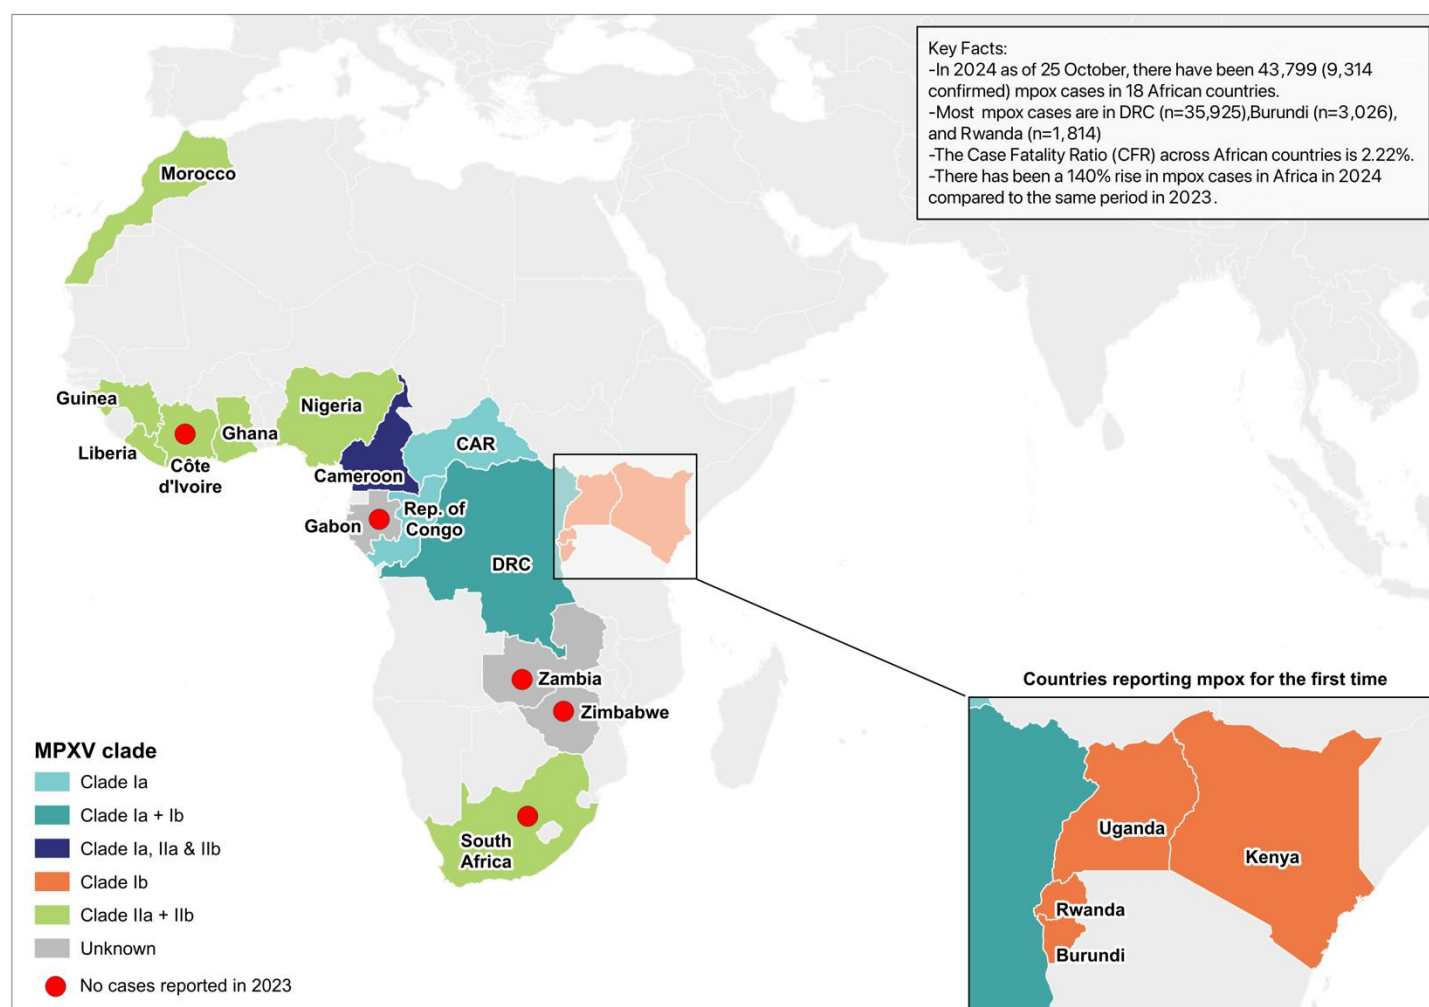 Key Facts:
-In 2024 as of 25 October, there have been 43,799 (9,314
confirmed) mpox cases in 18 African countries.
-Most mpox cases are in DRC (n=35,925),Burundi (n=3,026),
and Rwanda (n=1,814)
-The Case Fatality Ratio (CFR) across African countries is 2.22%.
-There has been a 140% rise in mpox cases in Africa in 2024
compared to the same period in 2023.
Morocco
Guinea
Nigeria
Ghana
Liberia
Côte
d'Ivoire
CAR
Cameroon
Gabon
Rep. of
Congo
DRC
Zambia
Zimbabwe
South
Africa
Countries reporting mpox for the first time
Uganda
Kenya
Rwanda
Burundi
MPXV clade
Clade Ia
Clade Ia + Ib
Clade Ia, IIa & IIb
Clade Ib
Clade IIa + IIb
Unknown
No cases reported in 2023